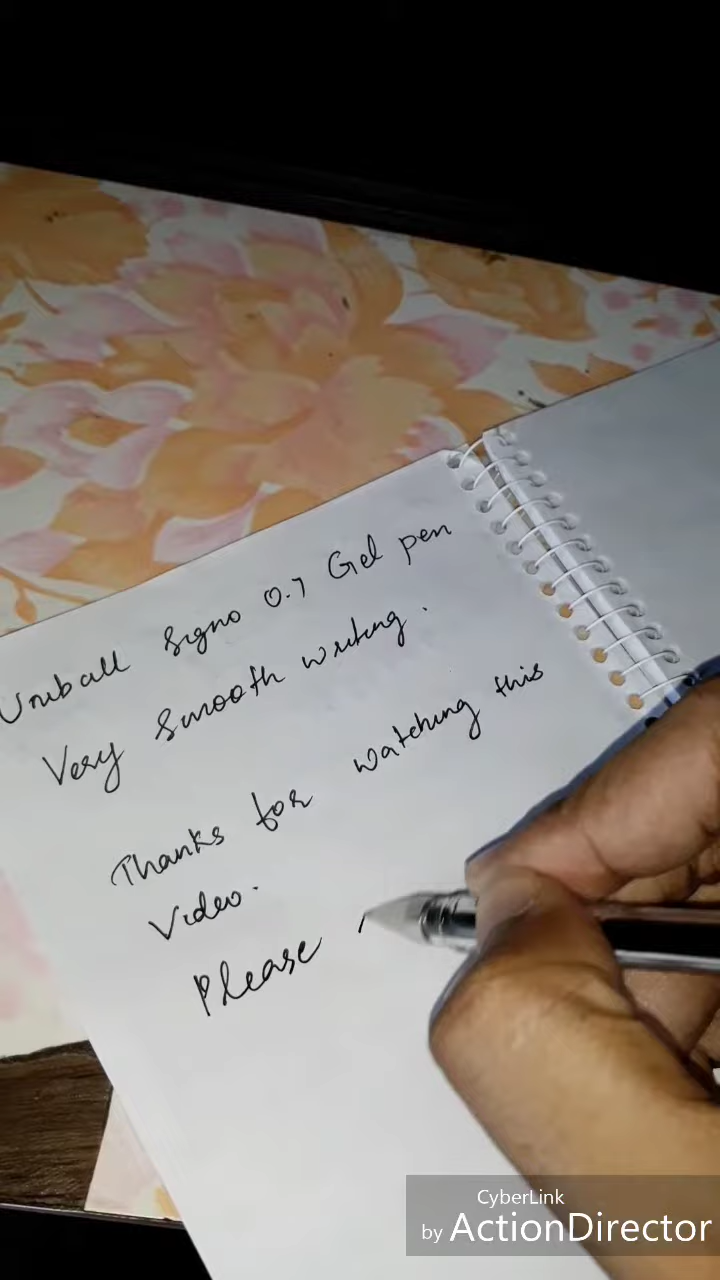 Uniball Signo 0.7 Gel pen
Very Smooth writing.
Thanks for watching this
Video.
Please
CyberLink
by ActionDirector